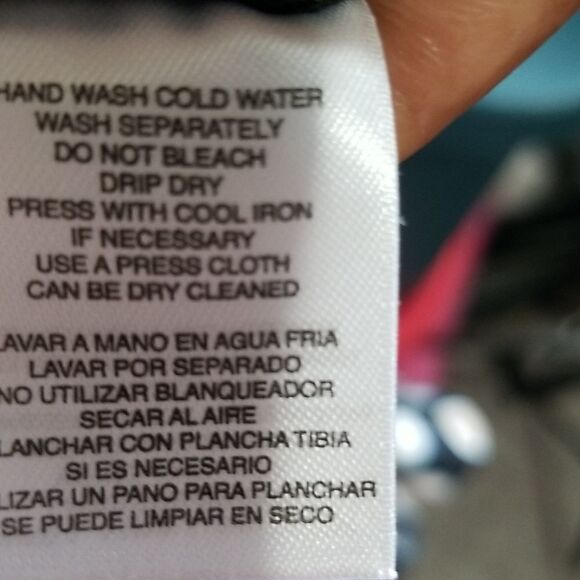 HAND WASH COLD WATER
WASH SEPARATELY
DO NOT BLEACH
DRIP DRY
PRESS WITH COOL IRON
IF NECESSARY
USE A PRESS CLOTH
CAN BE DRY CLEANED
LAVAR A MANO EN AGUA FRIA
LAVAR POR SEPARADO
NO UTILIZAR BLANQUEADOR
SECAR AL AIRE
LANCHAR CON PLANCHA TIBIA
SI ES NECESARIO
LIZAR UN PANO PARA PLANCHAR
SE PUEDE LIMPIAR EN SECO